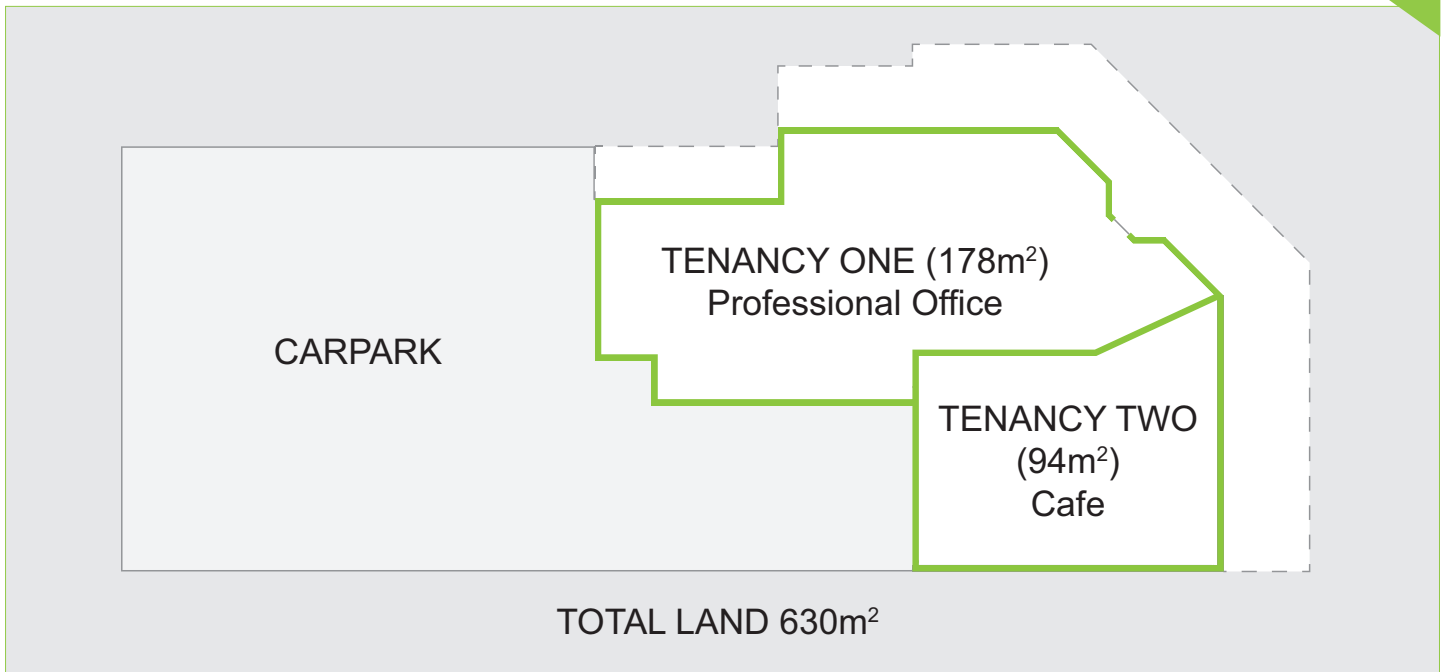 TENANCY ONE (178m²)
Professional Office
CARPARK
TENANCY TWO
(94m²)
Cafe
TOTAL LAND 630m²